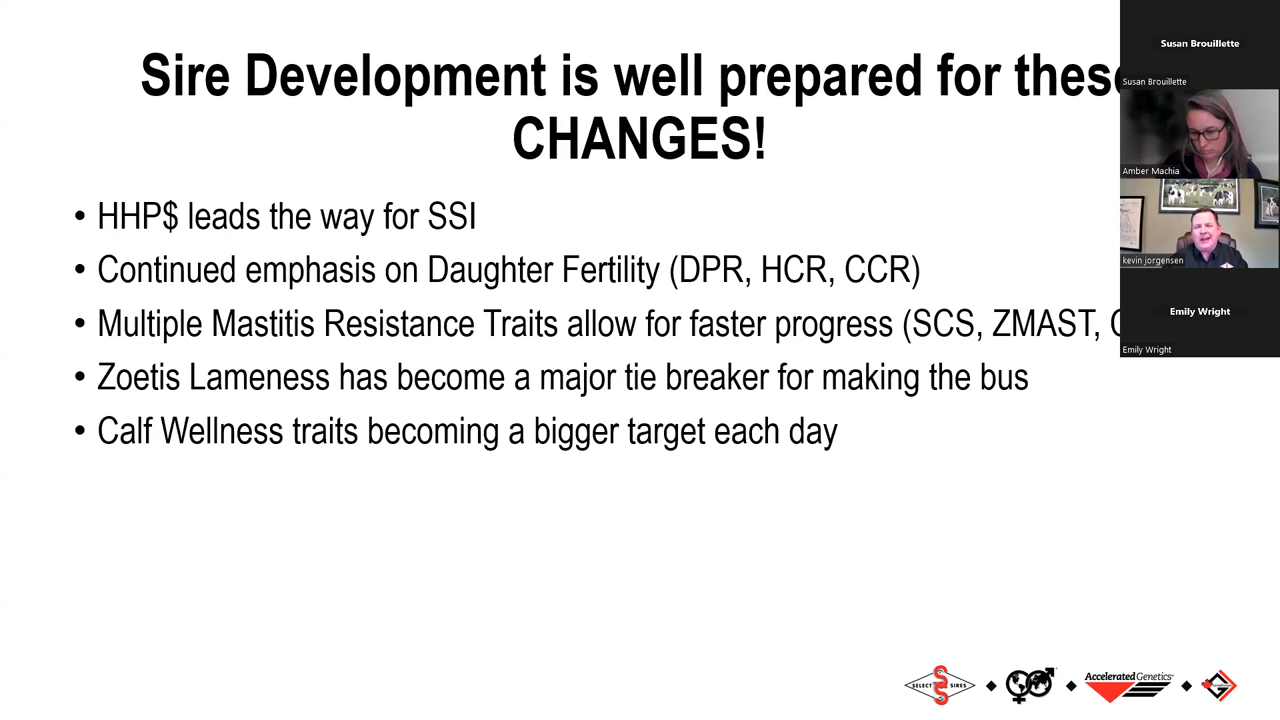 Sire Development is well prepared for these
CHANGES!
• HHP$ leads the way for SSI
• Continued emphasis on Daughter Fertility (DPR, HCR, CCR)
• Multiple Mastitis Resistance Traits allow for faster progress (SCS, ZMAST,
• Zoetis Lameness has become a major tie breaker for making the bus
• Calf Wellness traits becoming a bigger target each day
Susan Brouillette
Susan Brouillette
Amber Machia
kevin jorgensen
Emily Wright
Emily Wright
SELECT SIRES
Accelerated Genetics